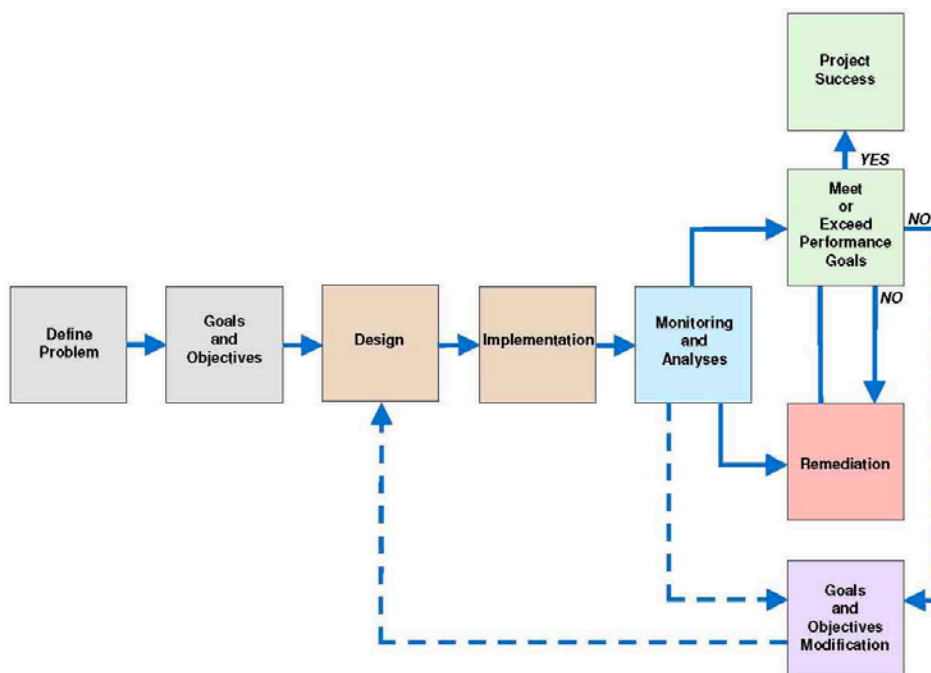 Project
Success
YES
Meet
or
Exceed
Performance
Goals
NO
NO
Define
Problem
Goals
and
Objectives
Design
Implementation
Monitoring
and
Analyses
Remediation
Goals
and
Objectives
Modification